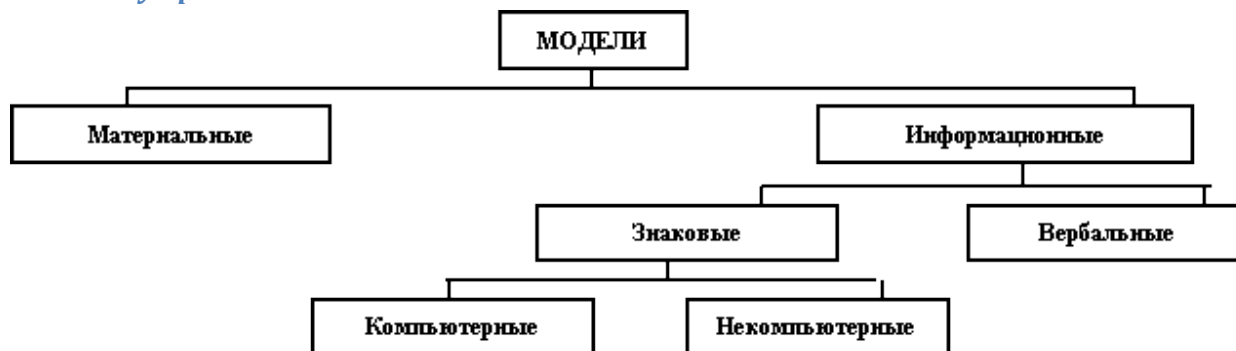 МОДЕЛИ
Материальные
Информационные
Знаковые
Вербальные
Компьютерные
Некомпьютерные